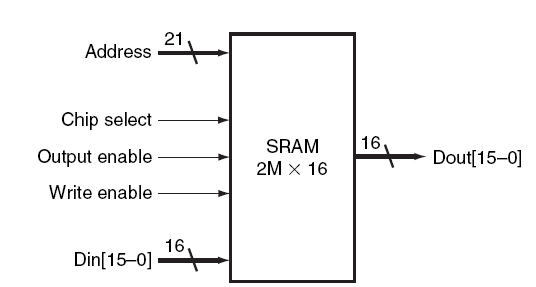 21
Address
Chip select
Output enable
Write enable
16
Din[15–0]
SRAM
2M × 16
16
Dout[15–0]